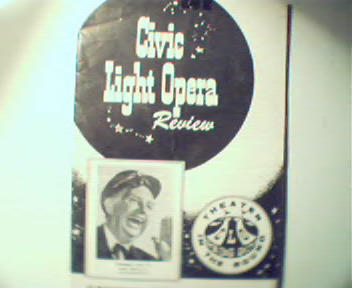 Civic
Light Opera
Review
THEATER
IN THE ROUND